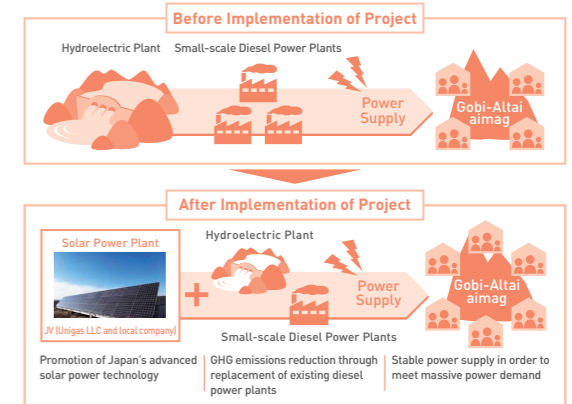 Before Implementation of Project
Hydroelectric Plant
Small-scale Diesel Power Plants
Power
Supply
Gobi-Altai
aimag
After Implementation of Project
Solar Power Plant
JV (Unigas LLC and local company)
Hydroelectric Plant
Small-scale Diesel Power Plants
Power
Supply
Gobi-Altai
aimag
Promotion of Japan's advanced
solar power technology
GHG emissions reduction through
replacement of existing diesel
power plants
Stable power supply in order to
meet massive power demand